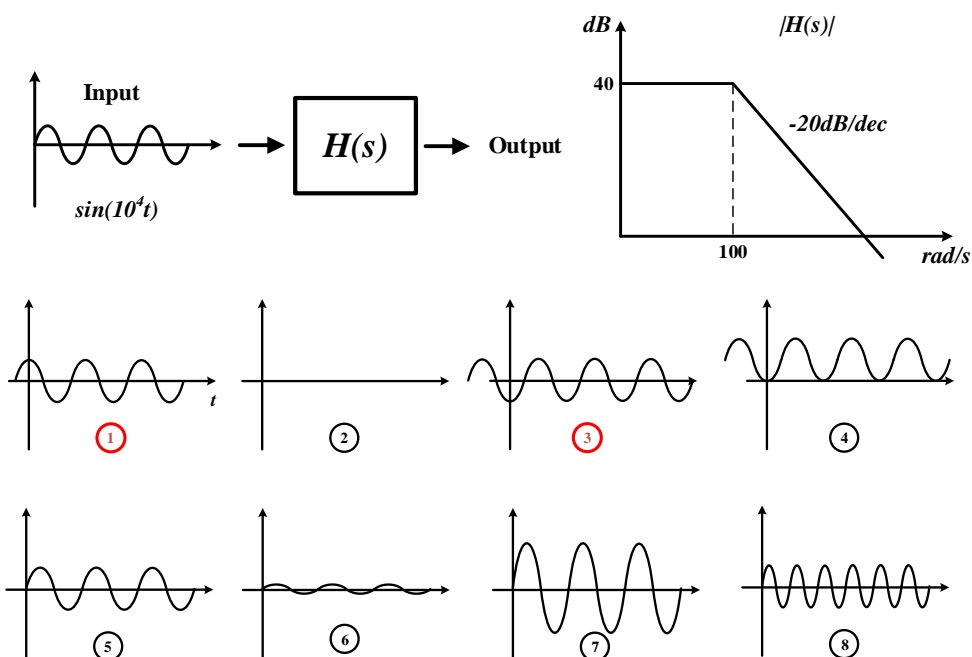 dB
|H(s)|
Input
40
-20dB/dec
H(s)
Output
sin(10⁴t)
100
rad/s
t
1
2
3
4
5
6
7
8